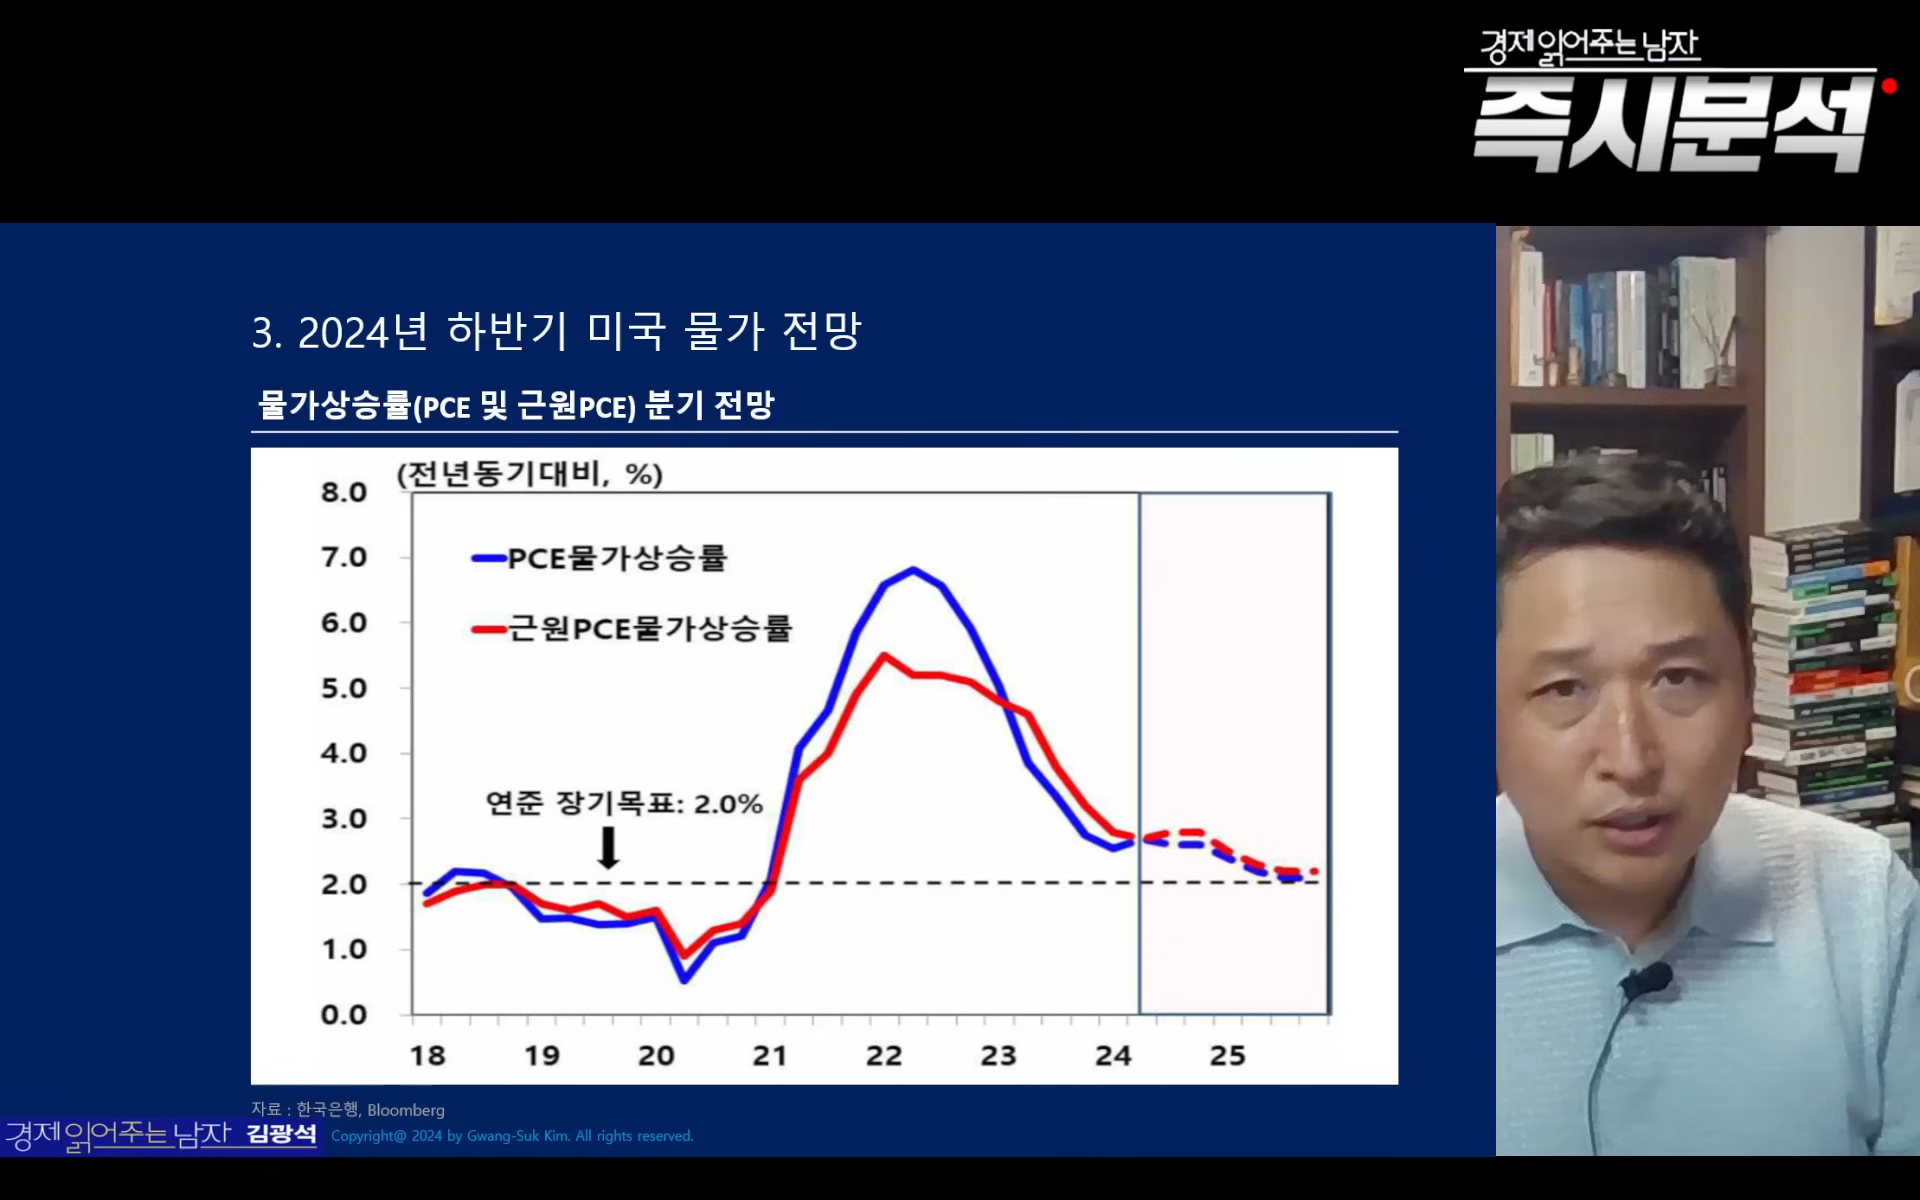 경제읽어주는남자
즉시분석
3. 2024년 하반기 미국 물가 전망
물가상승률(PCE 및 근원PCE) 분기 전망
(전년동기대비, %)
8.0
7.0
6.0
5.0
4.0
3.0
2.0
1.0
0.0
PCE물가상승률
근원PCE물가상승률
연준 장기목표: 2.0%
18 19 20 21 22 23 24 25
자료 : 한국은행, Bloomberg
경제읽어주는남자 김광석 Copyright@ 2024 by Gwang-Suk Kim. All rights reserved.